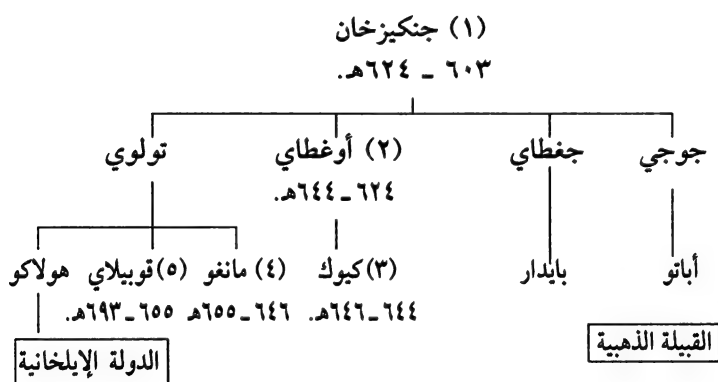 (١) جنكيزخان
٦٠٣ - ٦٢٤هـ.
جوجي جغطاي (٢) أوغطاي تولوي
٦٢٤-٦٤٤هـ.
أباتو بايدار (٣) كيوك (٤) مانغو (٥) قوبيلاي هولاكو
٦٤٤-٦٤٦هـ. ٦٤٦-٦٥٥هـ ٦٥٥-٦٩٣هـ.
القبيلة الذهبية الدولة الإيلخانية